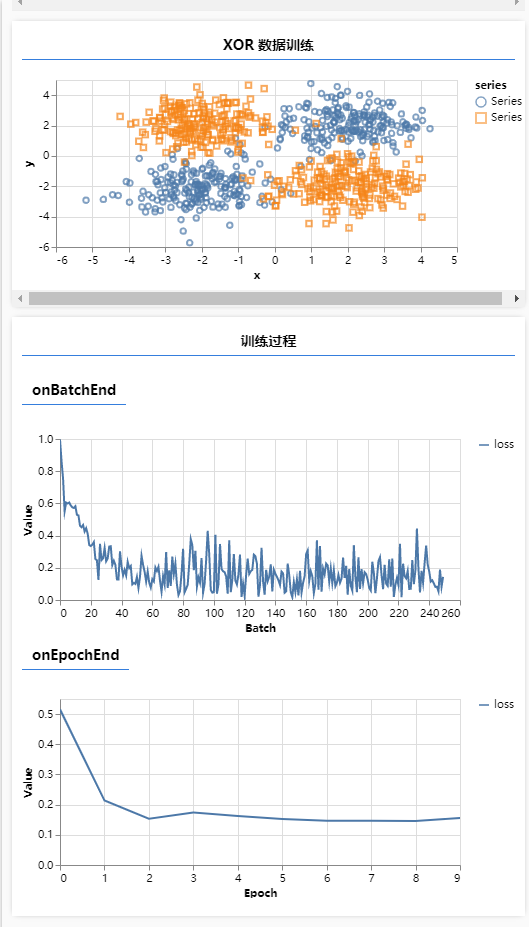 XOR 数据训练
series
Series
Series
y
4
2
0
-2
-4
-6
-6 -5 -4 -3 -2 -1 0 1 2 3 4 5
x
训练过程
onBatchEnd
loss
Value
1.0
0.8
0.6
0.4
0.2
0.0
0 20 40 60 80 100 120 140 160 180 200 220 240 260
Batch
onEpochEnd
loss
Value
0.5
0.4
0.3
0.2
0.1
0.0
0 1 2 3 4 5 6 7 8 9
Epoch